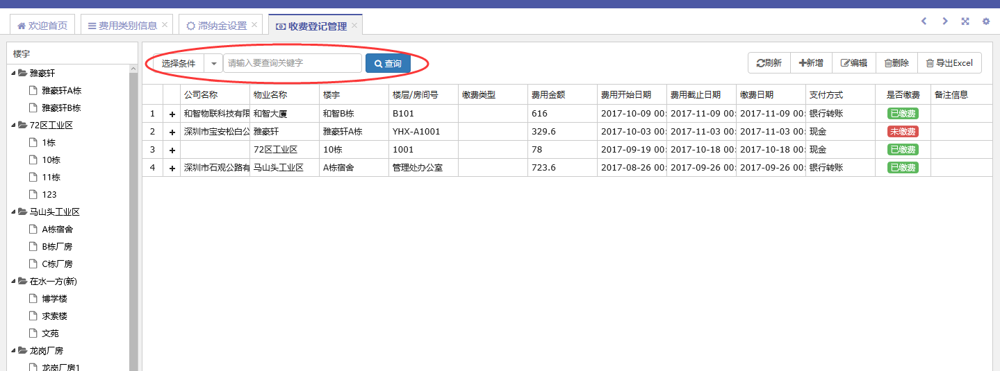 欢迎首页 费用类别信息 滞纳金设置 收费登记管理
楼宇
雅豪轩
雅豪轩A栋
雅豪轩B栋
72区工业区
1栋
10栋
11栋
123
马山头工业区
A栋宿舍
B栋厂房
C栋厂房
在水一方(新)
博学楼
求索楼
文苑
龙岗厂房
龙岗厂房1
选择条件 请输入要查询关键字 查询 刷新 新增 编辑 删除 导出Excel
公司名称 物业名称 楼宇 楼层/房间号 缴费类型 费用金额 费用开始日期 费用截止日期 缴费日期 支付方式 是否缴费 备注信息
1 和智物联科技有限 和智大厦 和智B栋 B101 616 2017-10-09 00: 2017-11-09 00: 2017-11-09 00: 银行转账 已缴费
2 深圳市宝安松白公 雅豪轩 雅豪轩A栋 YHX-A1001 329.6 2017-10-03 00: 2017-11-03 00: 2017-11-03 00: 现金 未缴费
3 72区工业区 10栋 1001 78 2017-09-19 00: 2017-10-18 00: 2017-10-18 00: 现金 已缴费
4 深圳市石观公路有 马山头工业区 A栋宿舍 管理处办公室 723.6 2017-08-26 00: 2017-09-26 00: 2017-09-26 00: 银行转账 已缴费